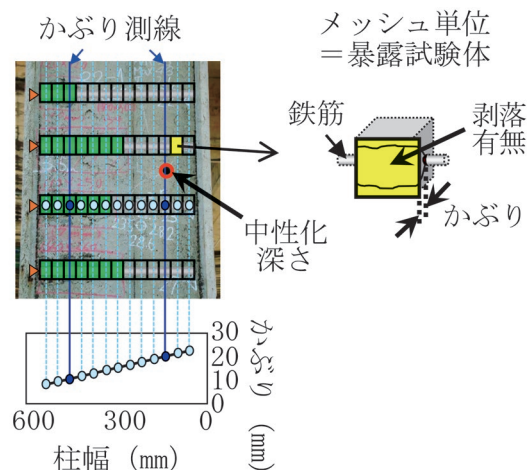 かぶり測線
メッシュ単位
＝暴露試験体
鉄筋
剥落
有無
かぶり
中性化
深さ
30
20
10
0
かぶり (mm)
600
300
0
柱幅 (mm)